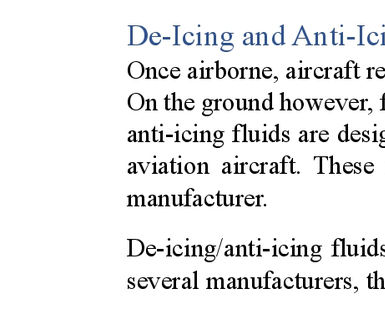 De-Icing and Anti-Ici
Once airborne, aircraft re
On the ground however, f
anti-icing fluids are desig
aviation aircraft. These
manufacturer.
De-icing/anti-icing fluids
several manufacturers, th